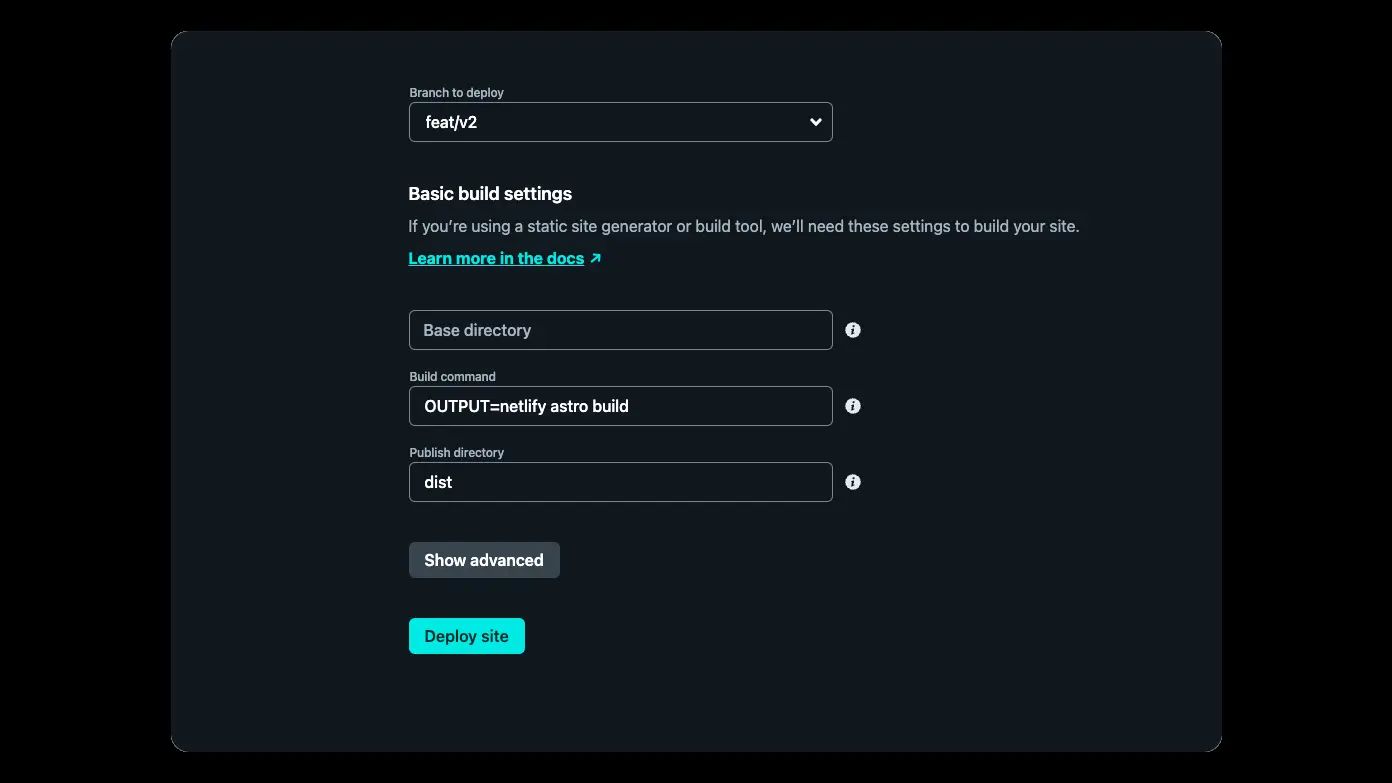 Branch to deploy
feat/v2
Basic build settings
If you’re using a static site generator or build tool, we’ll need these settings to build your site.
Learn more in the docs
Base directory
Build command
OUTPUT=netlify astro build
Publish directory
dist
Show advanced
Deploy site